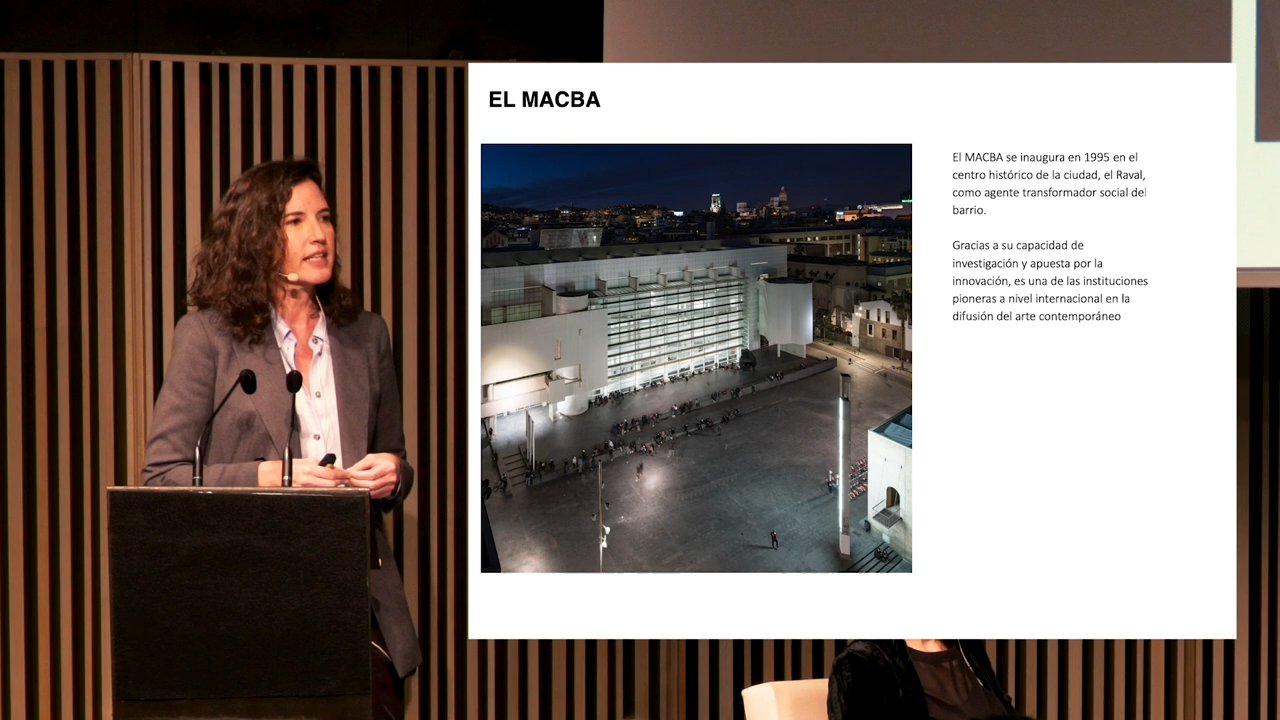 EL MACBA
El MACBA se inaugura en 1995 en el
centro histórico de la ciudad, el Raval,
como agente transformador social del
barrio.
Gracias a su capacidad de
investigación y apuesta por la
innovación, es una de las instituciones
pioneras a nivel internacional en la
difusión del arte contemporáneo